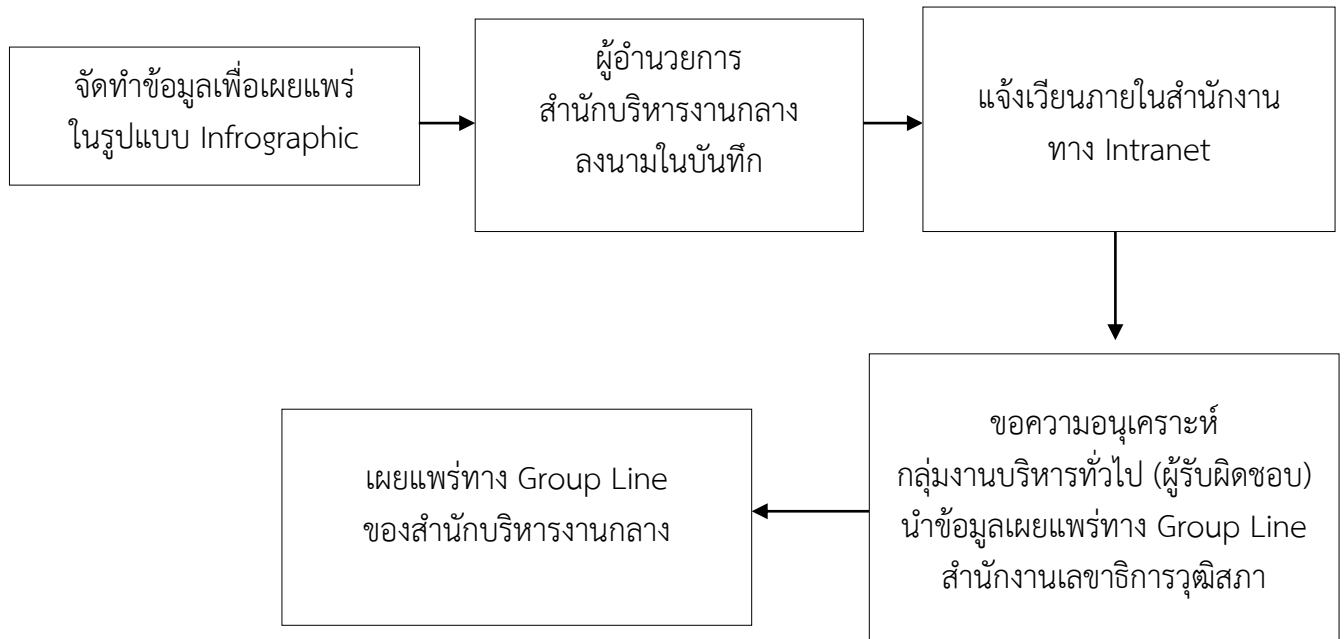 จัดทำข้อมูลเพื่อเผยแพร่
ในรูปแบบ Infrographic
ผู้อำนวยการ
สำนักบริหารงานกลาง
ลงนามในบันทึก
แจ้งเวียนภายในสำนักงาน
ทาง Intranet
ขอความอนุเคราะห์
กลุ่มงานบริหารทั่วไป (ผู้รับผิดชอบ)
นำข้อมูลเผยแพร่ทาง Group Line
สำนักงานเลขาธิการวุฒิสภา
เผยแพร่ทาง Group Line
ของสำนักบริหารงานกลาง